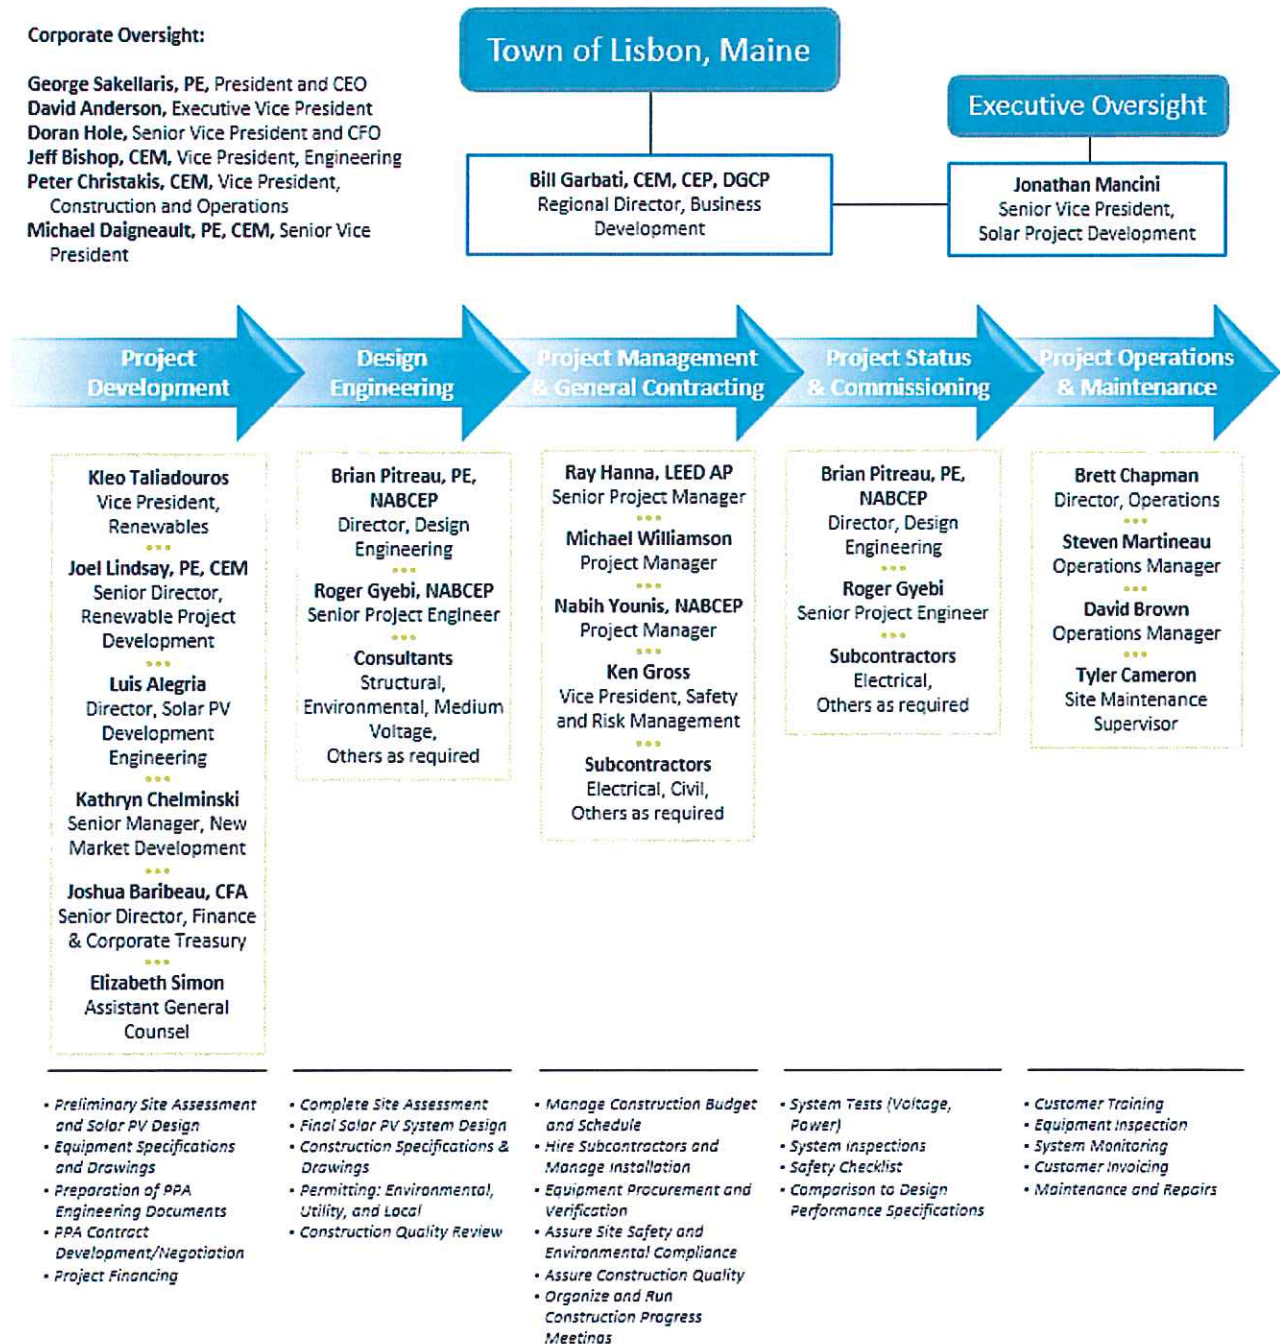 Corporate Oversight:
George Sakellaris, PE, President and CEO
David Anderson, Executive Vice President
Doran Hole, Senior Vice President and CFO
Jeff Bishop, CEM, Vice President, Engineering
Peter Christakis, CEM, Vice President,
Construction and Operations
Michael Daigneault, PE, CEM, Senior Vice
President
Town of Lisbon, Maine
Executive Oversight
Bill Garbati, CEM, CEP, DGCP
Regional Director, Business
Development
Jonathan Mancini
Senior Vice President,
Solar Project Development
Project
Development
Design
Engineering
Project Management
& General Contracting
Project Status
& Commissioning
Project Operations
& Maintenance
Kleo Taliadouros
Vice President,
Renewables
Joel Lindsay, PE, CEM
Senior Director,
Renewable Project
Development
Luis Alegria
Director, Solar PV
Development
Engineering
Kathryn Chelminski
Senior Manager, New
Market Development
Joshua Baribeau, CFA
Senior Director, Finance
& Corporate Treasury
Elizabeth Simon
Assistant General
Counsel
Brian Pitreau, PE,
NABCEP
Director, Design
Engineering
Roger Gyebi, NABCEP
Senior Project Engineer
Consultants
Structural,
Environmental, Medium
Voltage,
Others as required
Ray Hanna, LEED AP
Senior Project Manager
Michael Williamson
Project Manager
Nabih Younis, NABCEP
Project Manager
Ken Gross
Vice President, Safety
and Risk Management
Subcontractors
Electrical, Civil,
Others as required
Brian Pitreau, PE,
NABCEP
Director, Design
Engineering
Roger Gyebi
Senior Project Engineer
Subcontractors
Electrical,
Others as required
Brett Chapman
Director, Operations
Steven Martineau
Operations Manager
David Brown
Operations Manager
Tyler Cameron
Site Maintenance
Supervisor
• Preliminary Site Assessment
and Solar PV Design
• Equipment Specifications
and Drawings
• Preparation of PPA
Engineering Documents
• PPA Contract
Development/Negotiation
• Project Financing
• Complete Site Assessment
• Final Solar PV System Design
• Construction Specifications &
Drawings
• Permitting: Environmental,
Utility, and Local
• Construction Quality Review
• Manage Construction Budget
and Schedule
• Hire Subcontractors and
Manage Installation
• Equipment Procurement and
Verification
• Assure Site Safety and
Environmental Compliance
• Assure Construction Quality
• Organize and Run
Construction Progress
Meetings
• System Tests (Voltage,
Power)
• System Inspections
• Safety Checklist
• Comparison to Design
Performance Specifications
• Customer Training
• Equipment Inspection
• System Monitoring
• Customer Invoicing
• Maintenance and Repairs